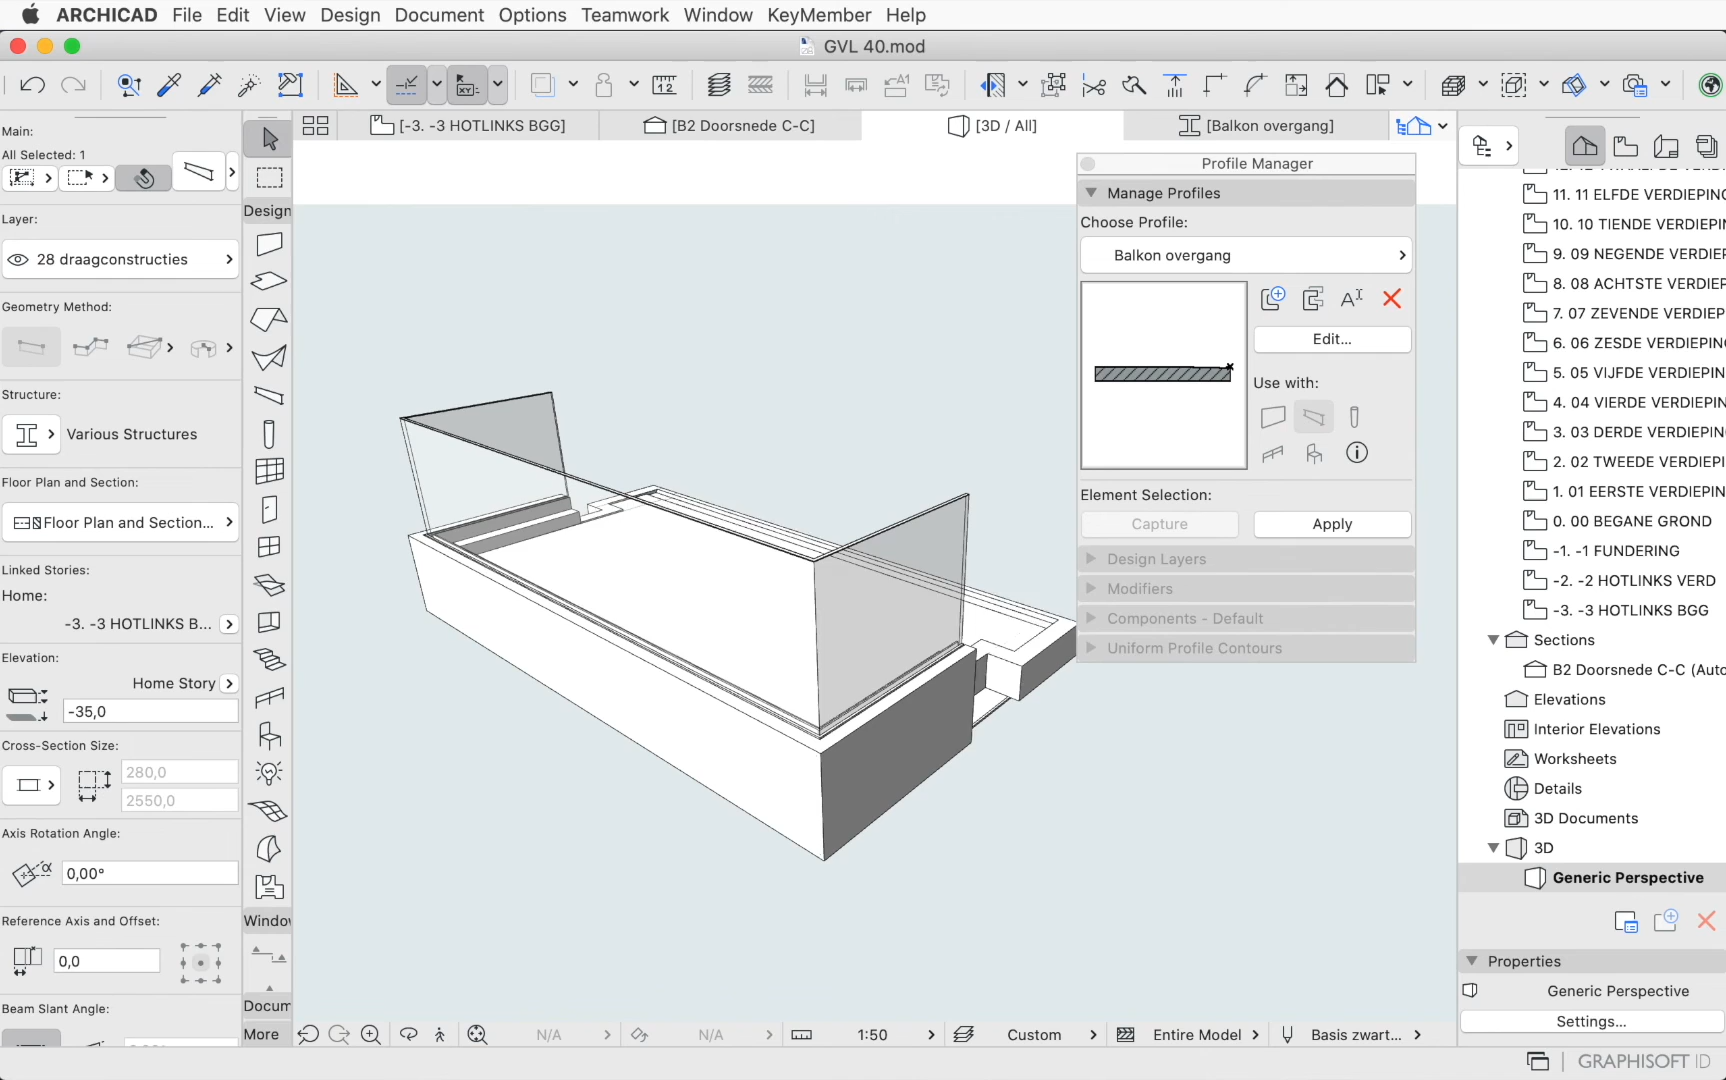 ARCHICAD File Edit View Design Document Options Teamwork Window KeyMember Help
GVL 40.mod
[-3. -3 HOTLINKS BGG] [B2 Doorsnede C-C] [3D / All] [Balkon overgang]
Main:
All Selected: 1
Layer:
28 draagconstructies
Geometry Method:
Structure:
Various Structures
Floor Plan and Section:
Floor Plan and Section...
Linked Stories:
Home:
-3. -3 HOTLINKS B...
Elevation:
Home Story
-35,0
Cross-Section Size:
280,0
2550,0
Axis Rotation Angle:
0,00°
Reference Axis and Offset:
0,0
Beam Slant Angle:
Design
Windo
Docum
More
Profile Manager
Manage Profiles
Choose Profile:
Balkon overgang
Edit...
Use with:
Element Selection:
Capture Apply
Design Layers
Modifiers
Components - Default
Uniform Profile Contours
11. 11 ELFDE VERDIEPING
10. 10 TIENDE VERDIEPI
9. 09 NEGENDE VERDIEP
8. 08 ACHTSTE VERDIEP
7. 07 ZEVENDE VERDIEP
6. 06 ZESDE VERDIEPING
5. 05 VIJFDE VERDIEPIN
4. 04 VIERDE VERDIEPIN
3. 03 DERDE VERDIEPIN
2. 02 TWEEDE VERDIEPI
1. 01 EERSTE VERDIEPIN
0. 00 BEGANE GROND
-1. -1 FUNDERING
-2. -2 HOTLINKS VERD
-3. -3 HOTLINKS BGG
Sections
B2 Doorsnede C-C (Auto
Elevations
Interior Elevations
Worksheets
Details
3D Documents
3D
Generic Perspective
Properties
Generic Perspective
Settings...
N/A N/A 1:50 Custom Entire Model Basis zwart...
GRAPHISOFT ID